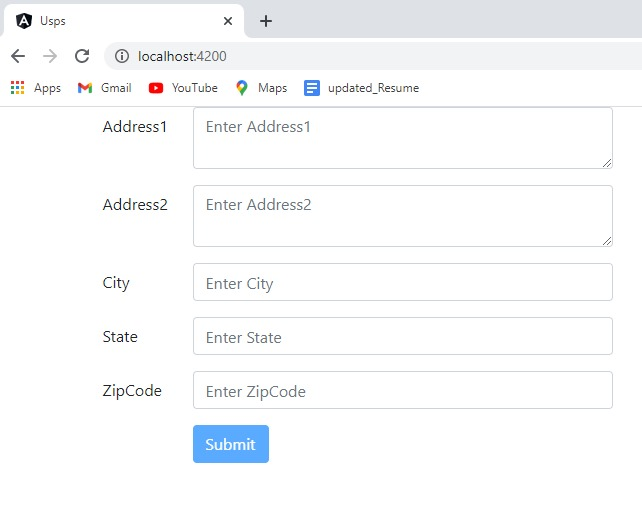 Usps
localhost:4200
Apps Gmail YouTube Maps updated_Resume
Address1 Enter Address1
Address2 Enter Address2
City Enter City
State Enter State
ZipCode Enter ZipCode
Submit